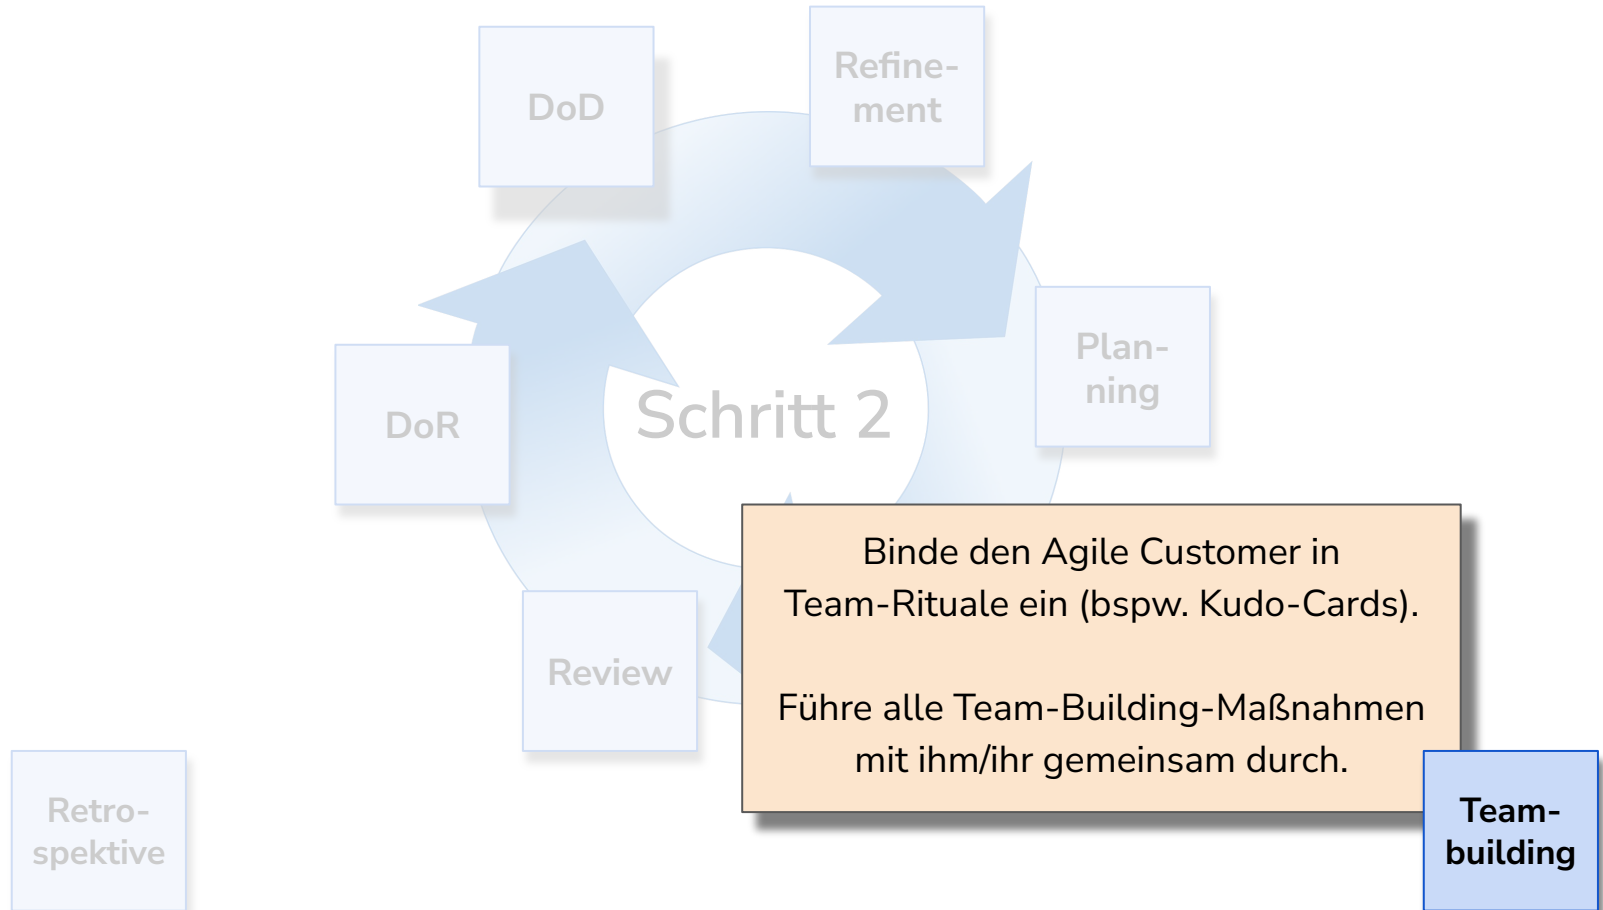 DoD
Refine-
ment
Plan-
ning
DoR
Schritt 2
Review
Binde den Agile Customer in
Team-Rituale ein (bspw. Kudo-Cards).
Führe alle Team-Building-Maßnahmen
mit ihm/ihr gemeinsam durch.
Retro-
spektive
Team-
building